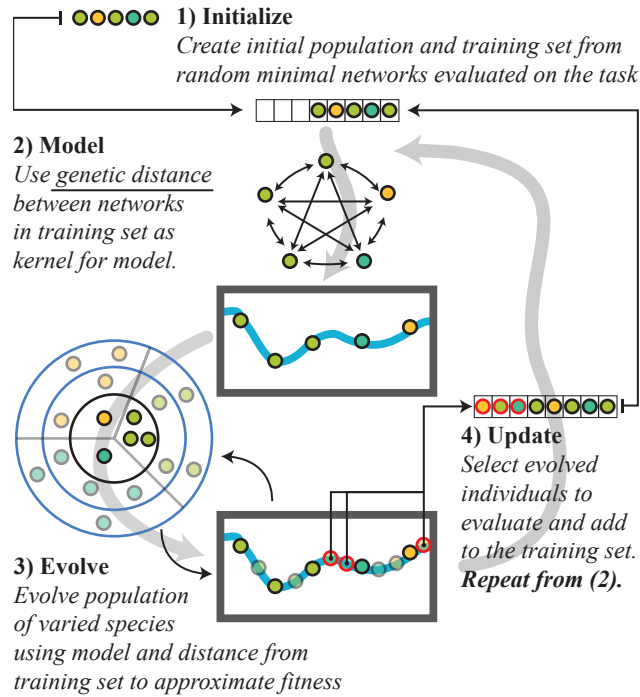 1) Initialize
Create initial population and training set from
random minimal networks evaluated on the task
2) Model
Use genetic distance
between networks
in training set as
kernel for model.
4) Update
Select evolved
individuals to
evaluate and add
to the training set.
Repeat from (2).
3) Evolve
Evolve population
of varied species
using model and distance from
training set to approximate fitness